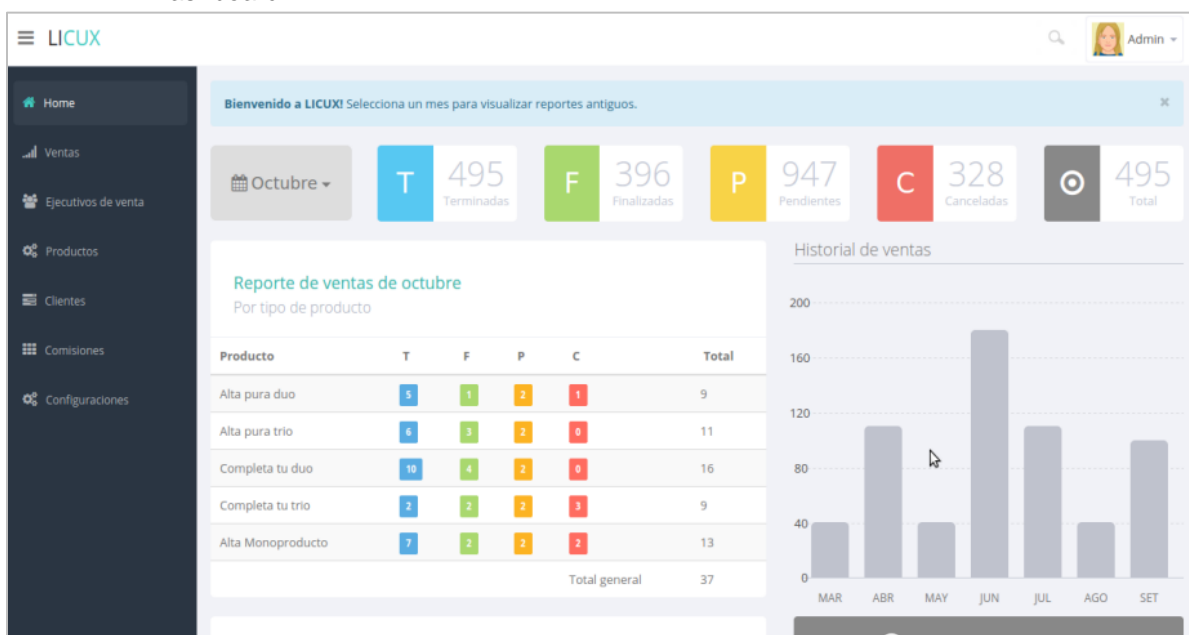 LICUX
Admin
Home
Ventas
Ejecutivos de venta
Productos
Clientes
Comisiones
Configuraciones
Bienvenido a LICUX! Selecciona un mes para visualizar reportes antiguos.
Octubre
T 495 Terminadas
F 396 Finalizadas
P 947 Pendientes
C 328 Canceladas
495 Total
Reporte de ventas de octubre
Por tipo de producto
Producto T F P C Total
Alta pura duo 5 1 2 1 9
Alta pura trio 6 3 2 0 11
Completa tu duo 10 4 2 0 16
Completa tu trio 2 2 2 3 9
Alta Monoproducto 7 2 2 2 13
Total general 37
Historial de ventas
200
160
120
80
40
0
MAR ABR MAY JUN JUL AGO SET